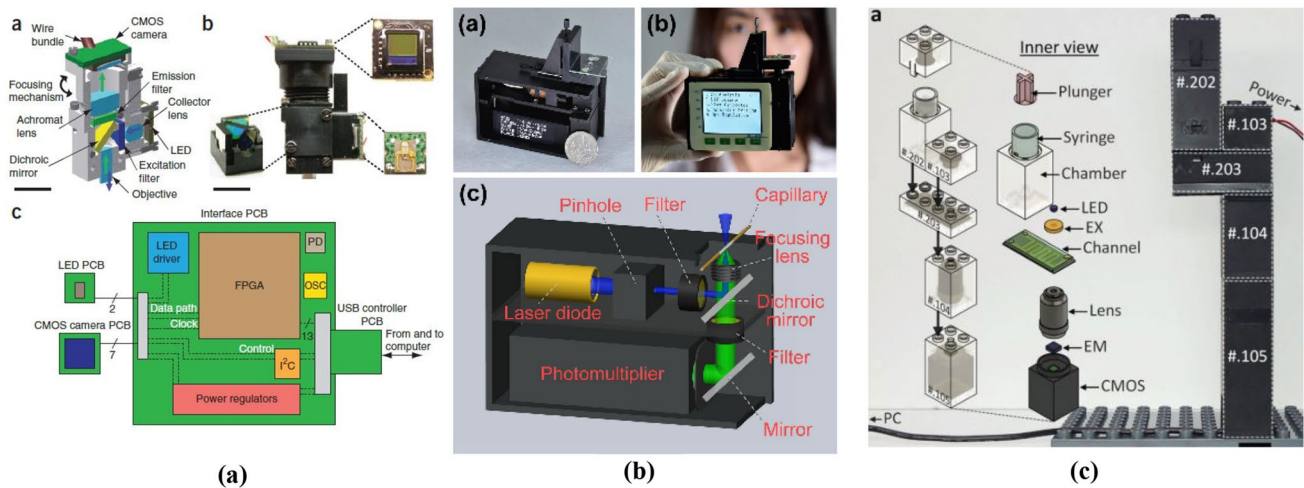 a
Wire
bundle
CMOS
camera
Focusing
mechanism
Emission
filter
Collector
lens
Achromat
lens
Dichroic
mirror
LED
Excitation
filter
Objective
b
c
Interface PCB
LED
driver
FPGA
PD
OSC
LED PCB
2
Data path
Clock
13
USB controller
PCB
CMOS camera PCB
7
Control
From and to
computer
I²C
Power regulators
(a)
(a)
(b)
(c)
Pinhole
Filter
Capillary
Focusing
lens
Laser diode
Dichroic
mirror
Filter
Photomultiplier
Mirror
(b)
a
Inner view
Plunger
Syringe
Chamber
LED
EX
Channel
Lens
EM
CMOS
#.202
#.103
#.203
#.104
#.105
#.202
Power
#.103
#.203
#.104
#.105
PC
(c)